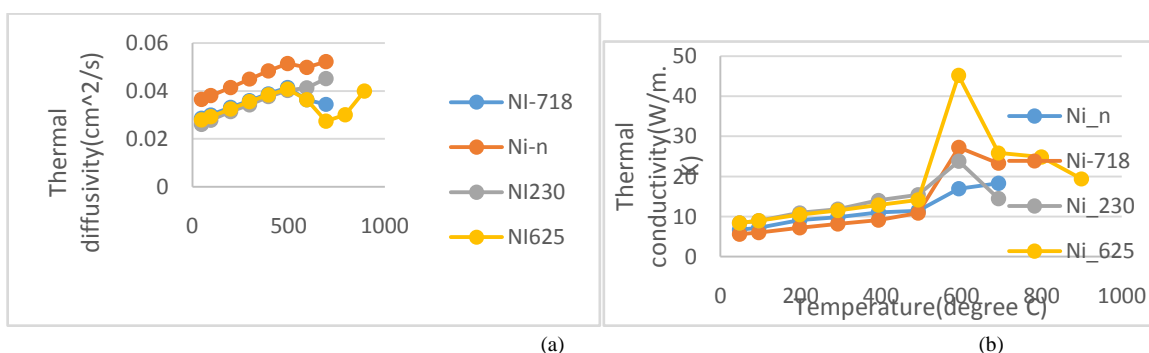 Thermal
diffusivity(cm^2/s)
0.06
0.04
0.02
0
0
500
1000
NI-718
Ni-n
NI230
NI625
(a)
Thermal
conductivity(W/m.
k)
50
40
30
20
10
0
0
200
400
600
800
1000
Temperature(degree C)
Ni_n
Ni-718
Ni_230
Ni_625
(b)